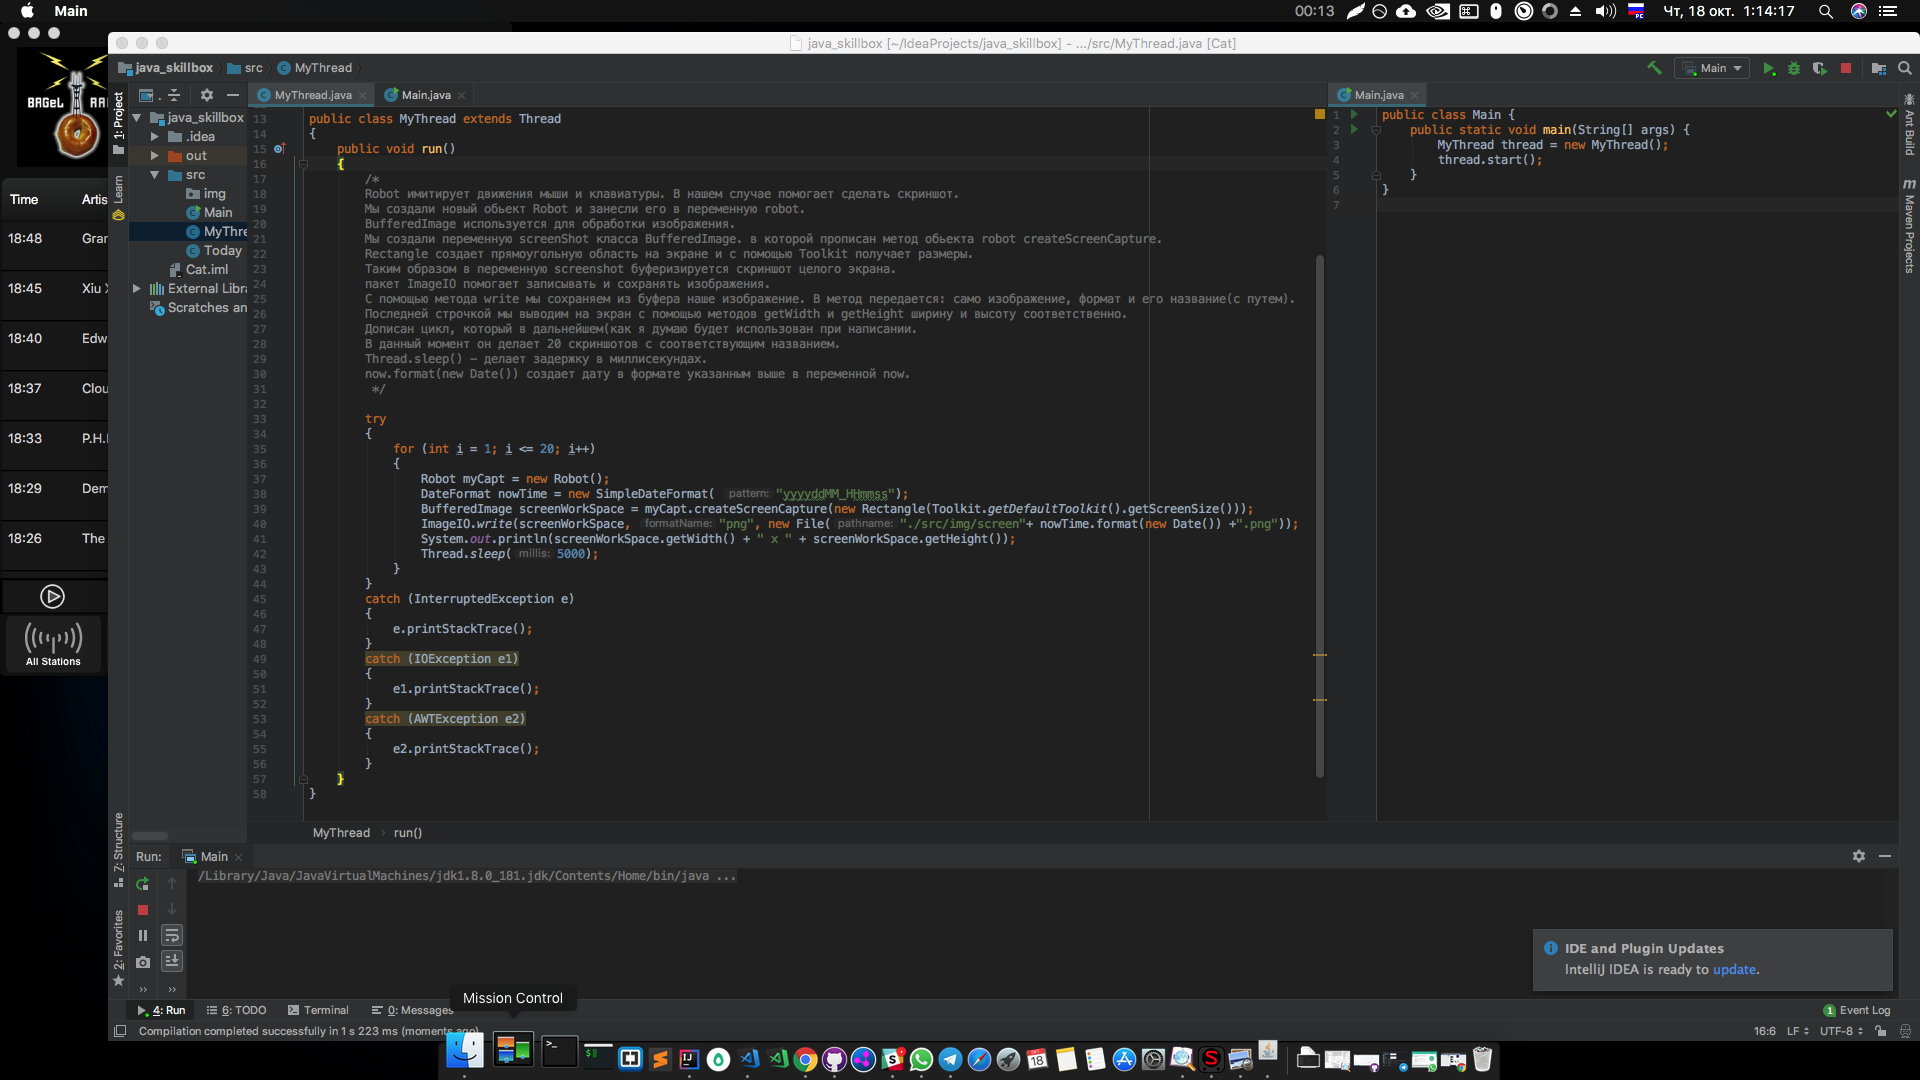 Main
00:13
Чт, 18 окт. 1:14:17
java_skillbox [~/IdeaProjects/java_skillbox] - .../src/MyThread.java [Cat]
java_skillbox
src
MyThread
Main
BAGEL
1: Project
Learn
7: Structure
2: Favorites
Time
18:48
18:45
Xiu
18:40
18:37
18:33
18:29
18:26
The
All Stations
java_skillbox
.idea
out
src
img
Main
MyThre
Today
Cat.iml
External Libra
Scratches an
MyThread.java
Main.java
13 public class MyThread extends Thread
14 {
15 public void run()
16 {
17 /*
18 Robot имитирует движения мыши и клавиатуры. В нашем случае помогает сделать скриншот.
19 Мы создали новый обьект Robot и занесли его в переменную robot.
20 BufferedImage используется для обработки изображения.
21 Мы создали переменную screenShot класса BufferedImage. в которой прописан метод обьекта robot createScreenCapture.
22 Rectangle создает прямоугольную область на экране и с помощью Toolkit получает размеры.
23 Таким образом в переменную screenshot буферизируется скриншот целого экрана.
24 пакет ImageIO помогает записывать и сохранять изображения.
25 С помощью метода write мы сохраняем из буфера наше изображение. В метод передается: само изображение, формат и его название(с путем).
26 Последней строчкой мы выводим на экран с помощью методов getWidth и getHeight ширину и высоту соответственно.
27 Дописан цикл, который в дальнейшем(как я думаю будет использован при написании.
28 В данный момент он делает 20 скриншотов с соответствующим названием.
29 Thread.sleep() – делает задержку в миллисекундах.
30 now.format(new Date()) создает дату в формате указанным выше в переменной now.
31 */
32
33 try
34 {
35 for (int i = 1; i <= 20; i++)
36 {
37 Robot myCapt = new Robot();
38 DateFormat nowTime = new SimpleDateFormat( pattern: "yyyyddMM_HHmmss");
39 BufferedImage screenWorkSpace = myCapt.createScreenCapture(new Rectangle(Toolkit.getDefaultToolkit().getScreenSize()));
40 ImageIO.write(screenWorkSpace, formatName: "png", new File( pathname: "./src/img/screen"+ nowTime.format(new Date()) +".png"));
41 System.out.println(screenWorkSpace.getWidth() + " x " + screenWorkSpace.getHeight());
42 Thread.sleep( millis: 5000);
43 }
44 }
45 catch (InterruptedException e)
46 {
47 e.printStackTrace();
48 }
49 catch (IOException e1)
50 {
51 e1.printStackTrace();
52 }
53 catch (AWTException e2)
54 {
55 e2.printStackTrace();
56 }
57 }
58 }
MyThread › run()
Main.java
1 public class Main {
2 public static void main(String[] args) {
3 MyThread thread = new MyThread();
4 thread.start();
5 }
6 }
7
Ant Build
Maven Projects
Run: Main
/Library/Java/JavaVirtualMachines/jdk1.8.0_181.jdk/Contents/Home/bin/java ...
IDE and Plugin Updates
IntelliJ IDEA is ready to update.
Mission Control
4: Run
6: TODO
Terminal
0: Messages
1 Event Log
Compilation completed successfully in 1 s 223 ms (moments ago)
16:6 LF UTF-8
OCT
18